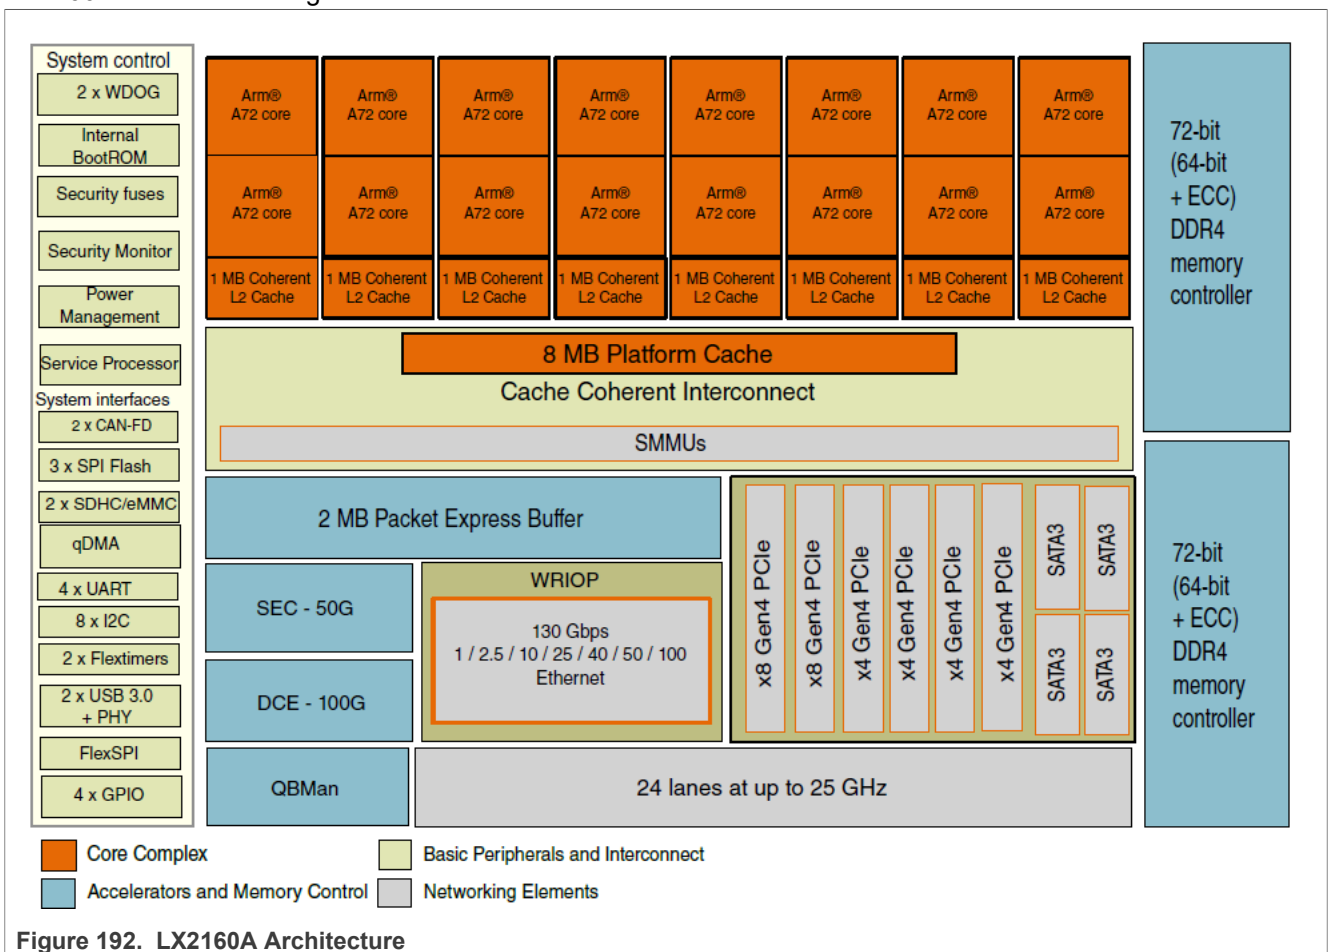 System control
2 x WDOG
Internal
BootROM
Security fuses
Security Monitor
Power
Management
Service Processor
System interfaces
2 x CAN-FD
3 x SPI Flash
2 x SDHC/eMMC
qDMA
4 x UART
8 x I2C
2 x Flextimers
2 x USB 3.0
+ PHY
FlexSPI
4 x GPIO
Arm®
A72 core
Arm®
A72 core
Arm®
A72 core
Arm®
A72 core
Arm®
A72 core
Arm®
A72 core
Arm®
A72 core
Arm®
A72 core
Arm®
A72 core
Arm®
A72 core
Arm®
A72 core
Arm®
A72 core
Arm®
A72 core
Arm®
A72 core
Arm®
A72 core
Arm®
A72 core
1 MB Coherent
L2 Cache
1 MB Coherent
L2 Cache
1 MB Coherent
L2 Cache
1 MB Coherent
L2 Cache
1 MB Coherent
L2 Cache
1 MB Coherent
L2 Cache
1 MB Coherent
L2 Cache
1 MB Coherent
L2 Cache
8 MB Platform Cache
Cache Coherent Interconnect
SMMUs
2 MB Packet Express Buffer
SEC - 50G
DCE - 100G
QBMan
WRIOP
130 Gbps
1 / 2.5 / 10 / 25 / 40 / 50 / 100
Ethernet
x8 Gen4 PCIe
x8 Gen4 PCIe
x4 Gen4 PCIe
x4 Gen4 PCIe
x4 Gen4 PCIe
x4 Gen4 PCIe
SATA3
SATA3
SATA3
SATA3
24 lanes at up to 25 GHz
72-bit
(64-bit
+ ECC)
DDR4
memory
controller
72-bit
(64-bit
+ ECC)
DDR4
memory
controller
Core Complex
Basic Peripherals and Interconnect
Accelerators and Memory Control
Networking Elements
Figure 192. LX2160A Architecture